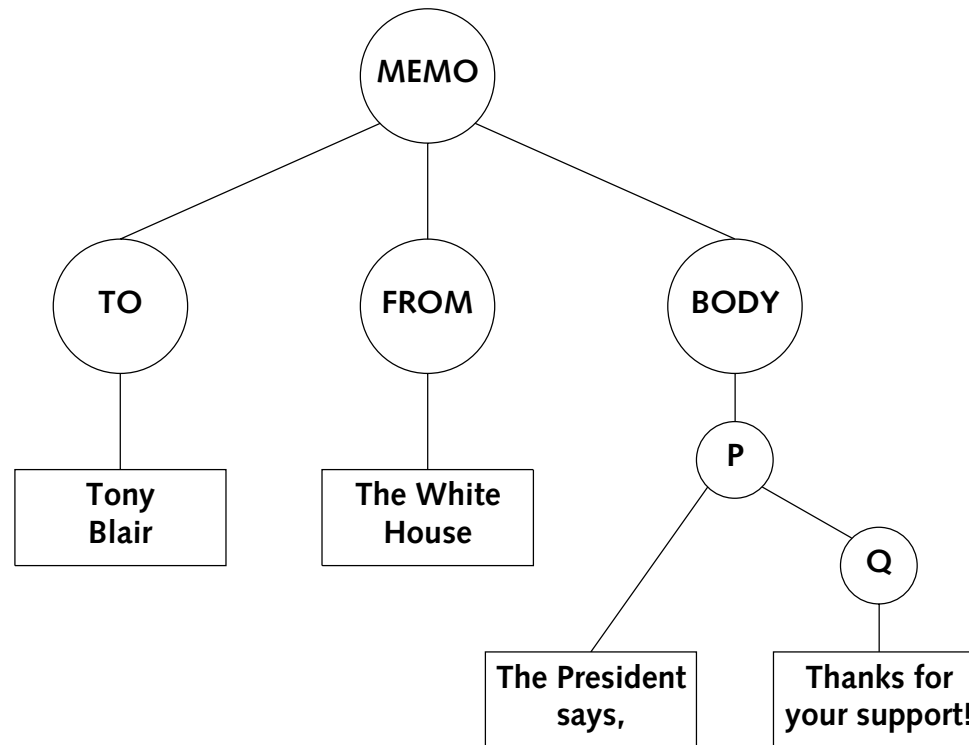 MEMO
TO
FROM
BODY
Tony
Blair
The White
House
P
Q
The President
says,
Thanks for
your support!